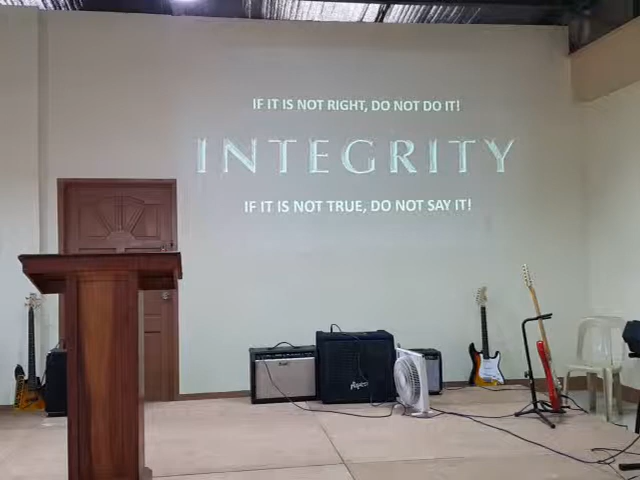 IF IT IS NOT RIGHT, DO NOT DO IT!
INTEGRITY
IF IT IS NOT TRUE, DO NOT SAY IT!